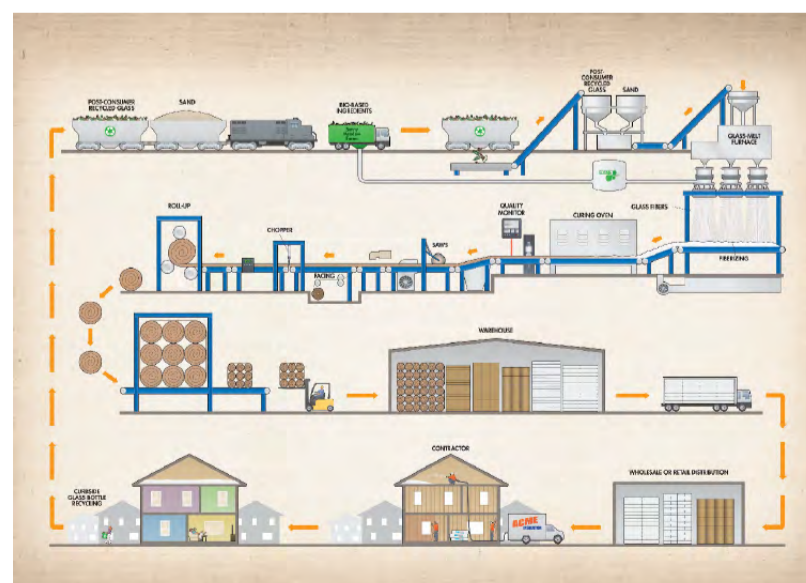 POST-CONSUMER
RECYCLED GLASS
SAND
BIO-BASED
INGREDIENTS
POST-
CONSUMER
RECYCLED
GLASS
SAND
GLASS-MELT
FURNACE
ROLL-UP
CHOPPER
FACING
SAWS
QUALITY
MONITOR
CURING OVEN
GLASS FIBERS
FIBERIZING
WAREHOUSE
CURBSIDE
GLASS BOTTLE
RECYCLING
CONTRACTOR
ACME
WHOLESALE OR RETAIL DISTRIBUTION